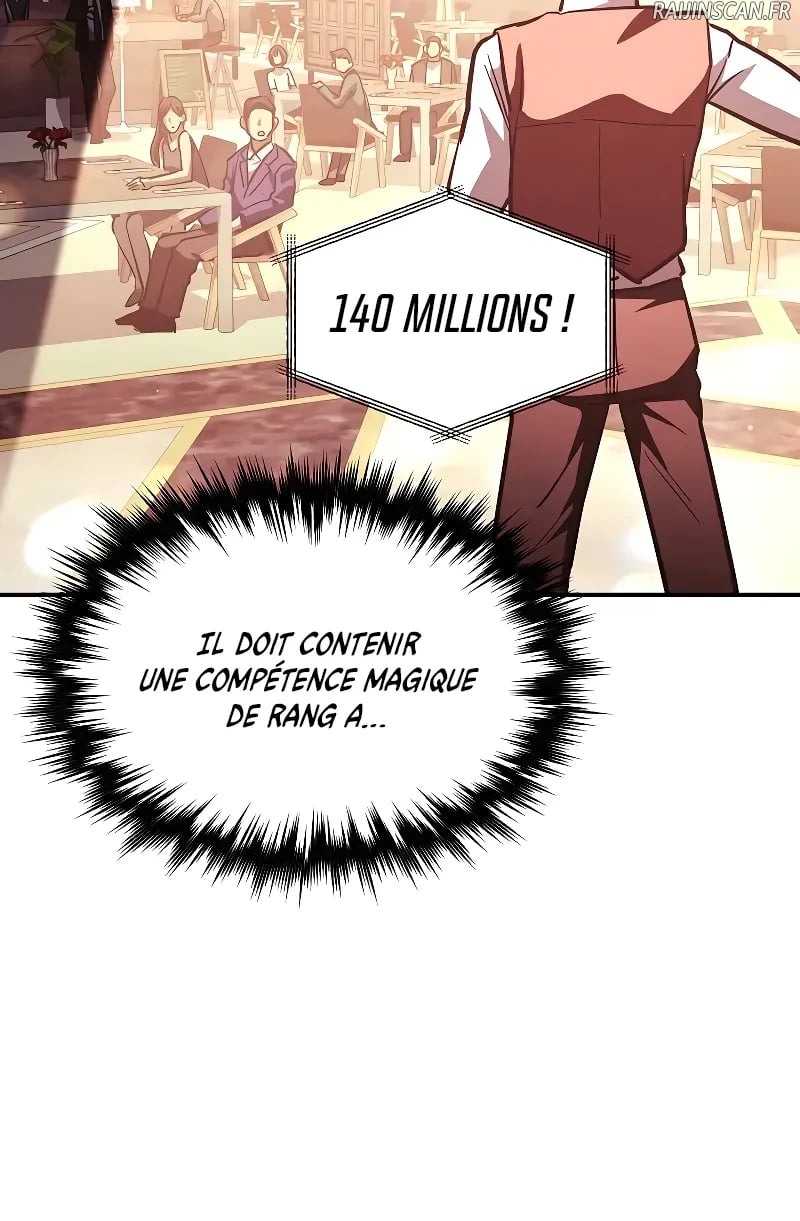 RAIJINSCAN.FR
140 MILLIONS !
IL DOIT CONTENIR
UNE COMPÉTENCE MAGIQUE
DE RANG A...